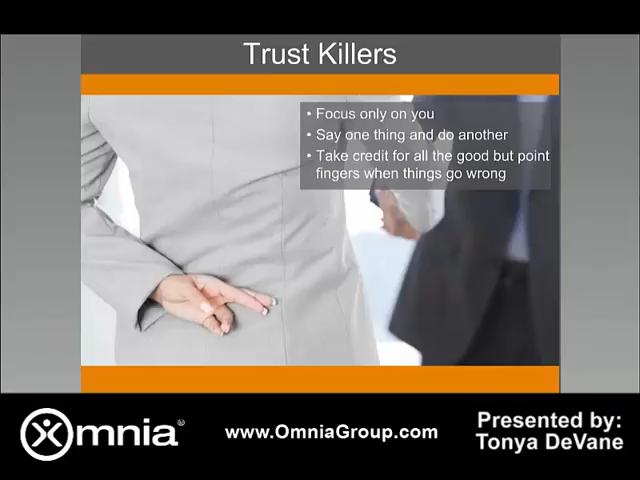 Trust Killers
• Focus only on you
• Say one thing and do another
• Take credit for all the good but point
fingers when things go wrong
Omnia®
www.OmniaGroup.com
Presented by:
Tonya DeVane